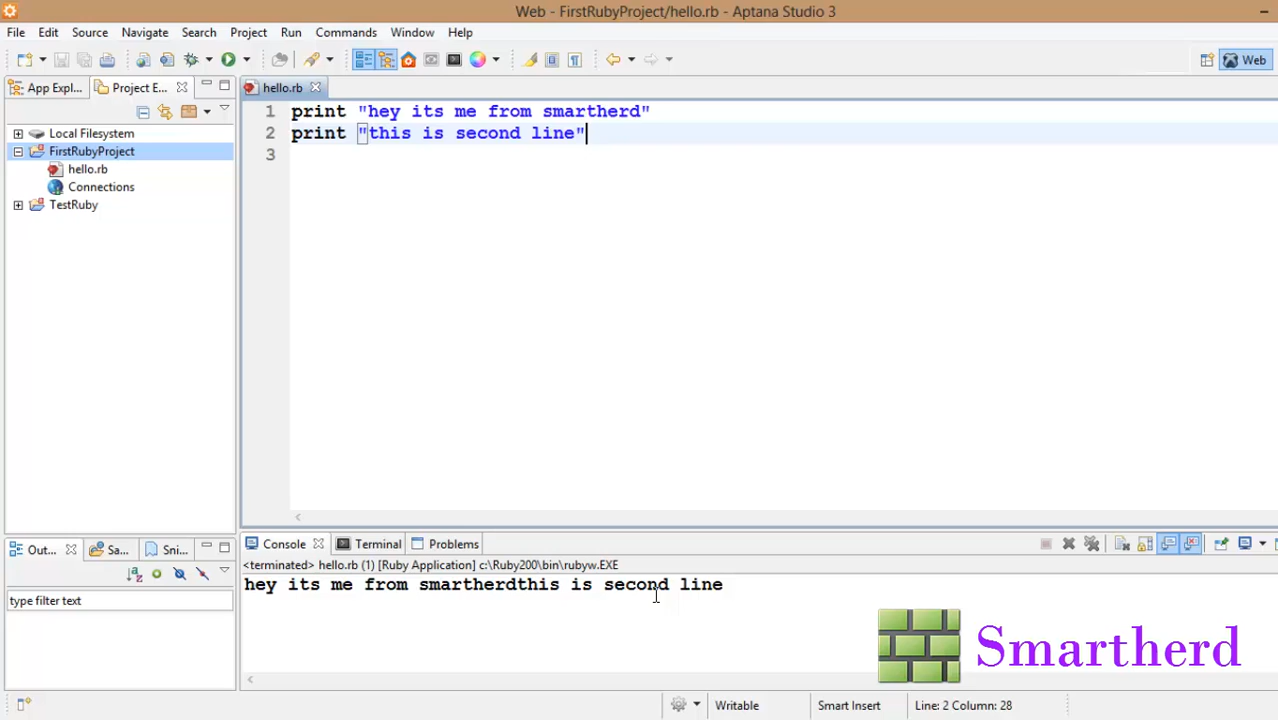 Web - FirstRubyProject/hello.rb - Aptana Studio 3
File Edit Source Navigate Search Project Run Commands Window Help
Web
App Expl... Project E... hello.rb
Local Filesystem
FirstRubyProject
hello.rb
Connections
TestRuby
1 print "hey its me from smartherd"
2 print "this is second line"
3
Out... Sa... Sni...
type filter text
Console Terminal Problems
<terminated> hello.rb (1) [Ruby Application] c:\Ruby200\bin\rubyw.EXE
hey its me from smartherdthis is second line
Smartherd
Writable Smart Insert Line: 2 Column: 28